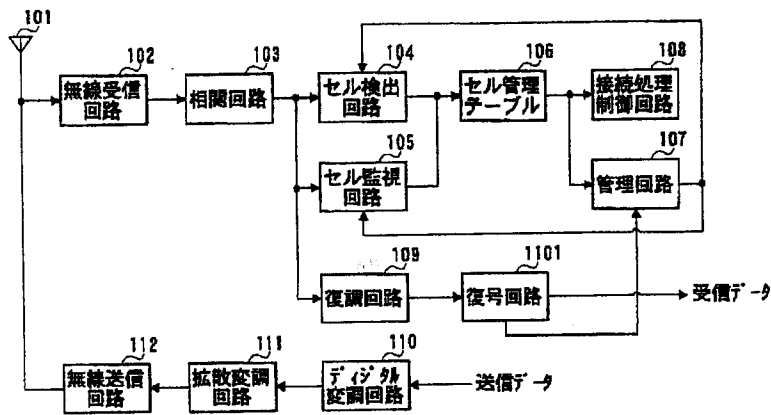 101
102
無線受信
回路
103
相関回路
104
セル検出
回路
106
セル管理
テーブル
108
接続処理
制御回路
105
セル監視
回路
107
管理回路
109
復調回路
1101
復号回路
受信データ
112
無線送信
回路
111
拡散変調
回路
110
ディジタル
変調回路
送信データ